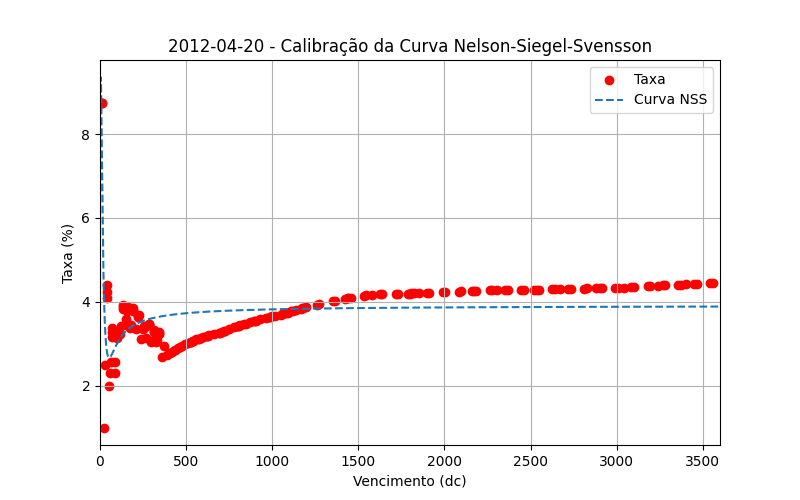 2012-04-20 - Calibração da Curva Nelson-Siegel-Svensson
Taxa
Curva NSS
Taxa (%)
8
6
4
2
0 500 1000 1500 2000 2500 3000 3500
Vencimento (dc)